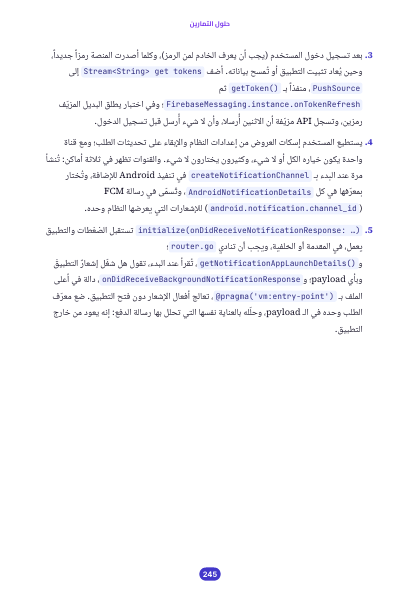 حلول التمارين
3. بعد تسجيل دخول المستخدم (يجب أن يعرف الخادم لمن الرمز)، وكلما أصدرت المنصة رمزاً جديداً،
وحين يُعاد تثبيت التطبيق أو تُمسح بياناته. أضف Stream<String> get tokens إلى
PushSource ، منفذاً بـ getToken() ثم
FirebaseMessaging.instance.onTokenRefresh ؛ وفي اختبار يطلق البديل المزيّف
رمزين، وتسجل API مزيّفة أن الاثنين أُرسلا، وأن لا شيء أُرسل قبل تسجيل الدخول.
4. يستطيع المستخدم إسكات العروض من إعدادات النظام والإبقاء على تحديثات الطلب؛ ومع قناة
واحدة يكون خياره الكل أو لا شيء، وكثيرون يختارون لا شيء. والقنوات تظهر في ثلاثة أماكن: تُنشأ
مرة عند البدء بـ createNotificationChannel في تنفيذ Android للإضافة، وتُختار
بمعرّفها في كل AndroidNotificationDetails ، وتُسمّى في رسالة FCM
( android.notification.channel_id ) للإشعارات التي يعرضها النظام وحده.
5. initialize(onDidReceiveNotificationResponse: …) تستقبل الضغطات والتطبيق
يعمل، في المقدمة أو الخلفية، ويجب أن تنادي router.go ؛
و getNotificationAppLaunchDetails() ، تُقرأ عند البدء، تقول هل شغّل إشعارٌ التطبيقَ
وبأي payload؛ و onDidReceiveBackgroundNotificationResponse ، دالة في أعلى
الملف بـ @pragma('vm:entry-point') ، تعالج أفعال الإشعار دون فتح التطبيق. ضع معرّف
الطلب وحده في الـ payload، وحلّله بالعناية نفسها التي تحلل بها رسالة الدفع: إنه يعود من خارج
التطبيق.
245